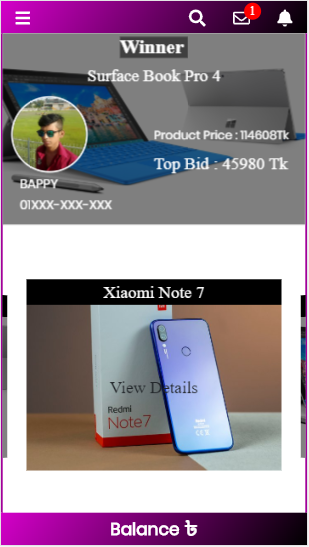 1
Winner
Surface Book Pro 4
Product Price : 114608Tk
Top Bid : 45980 Tk
BAPPY
01XXX-XXX-XXX
Xiaomi Note 7
View Details
Redmi
Note7
Balance ৳